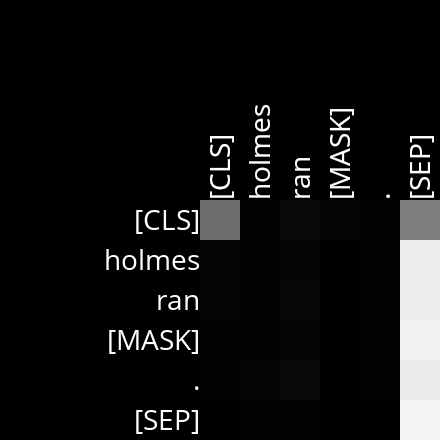 [CLS] holmes ran [MASK] . [SEP]
[CLS]
holmes
ran
[MASK]
.
[SEP]